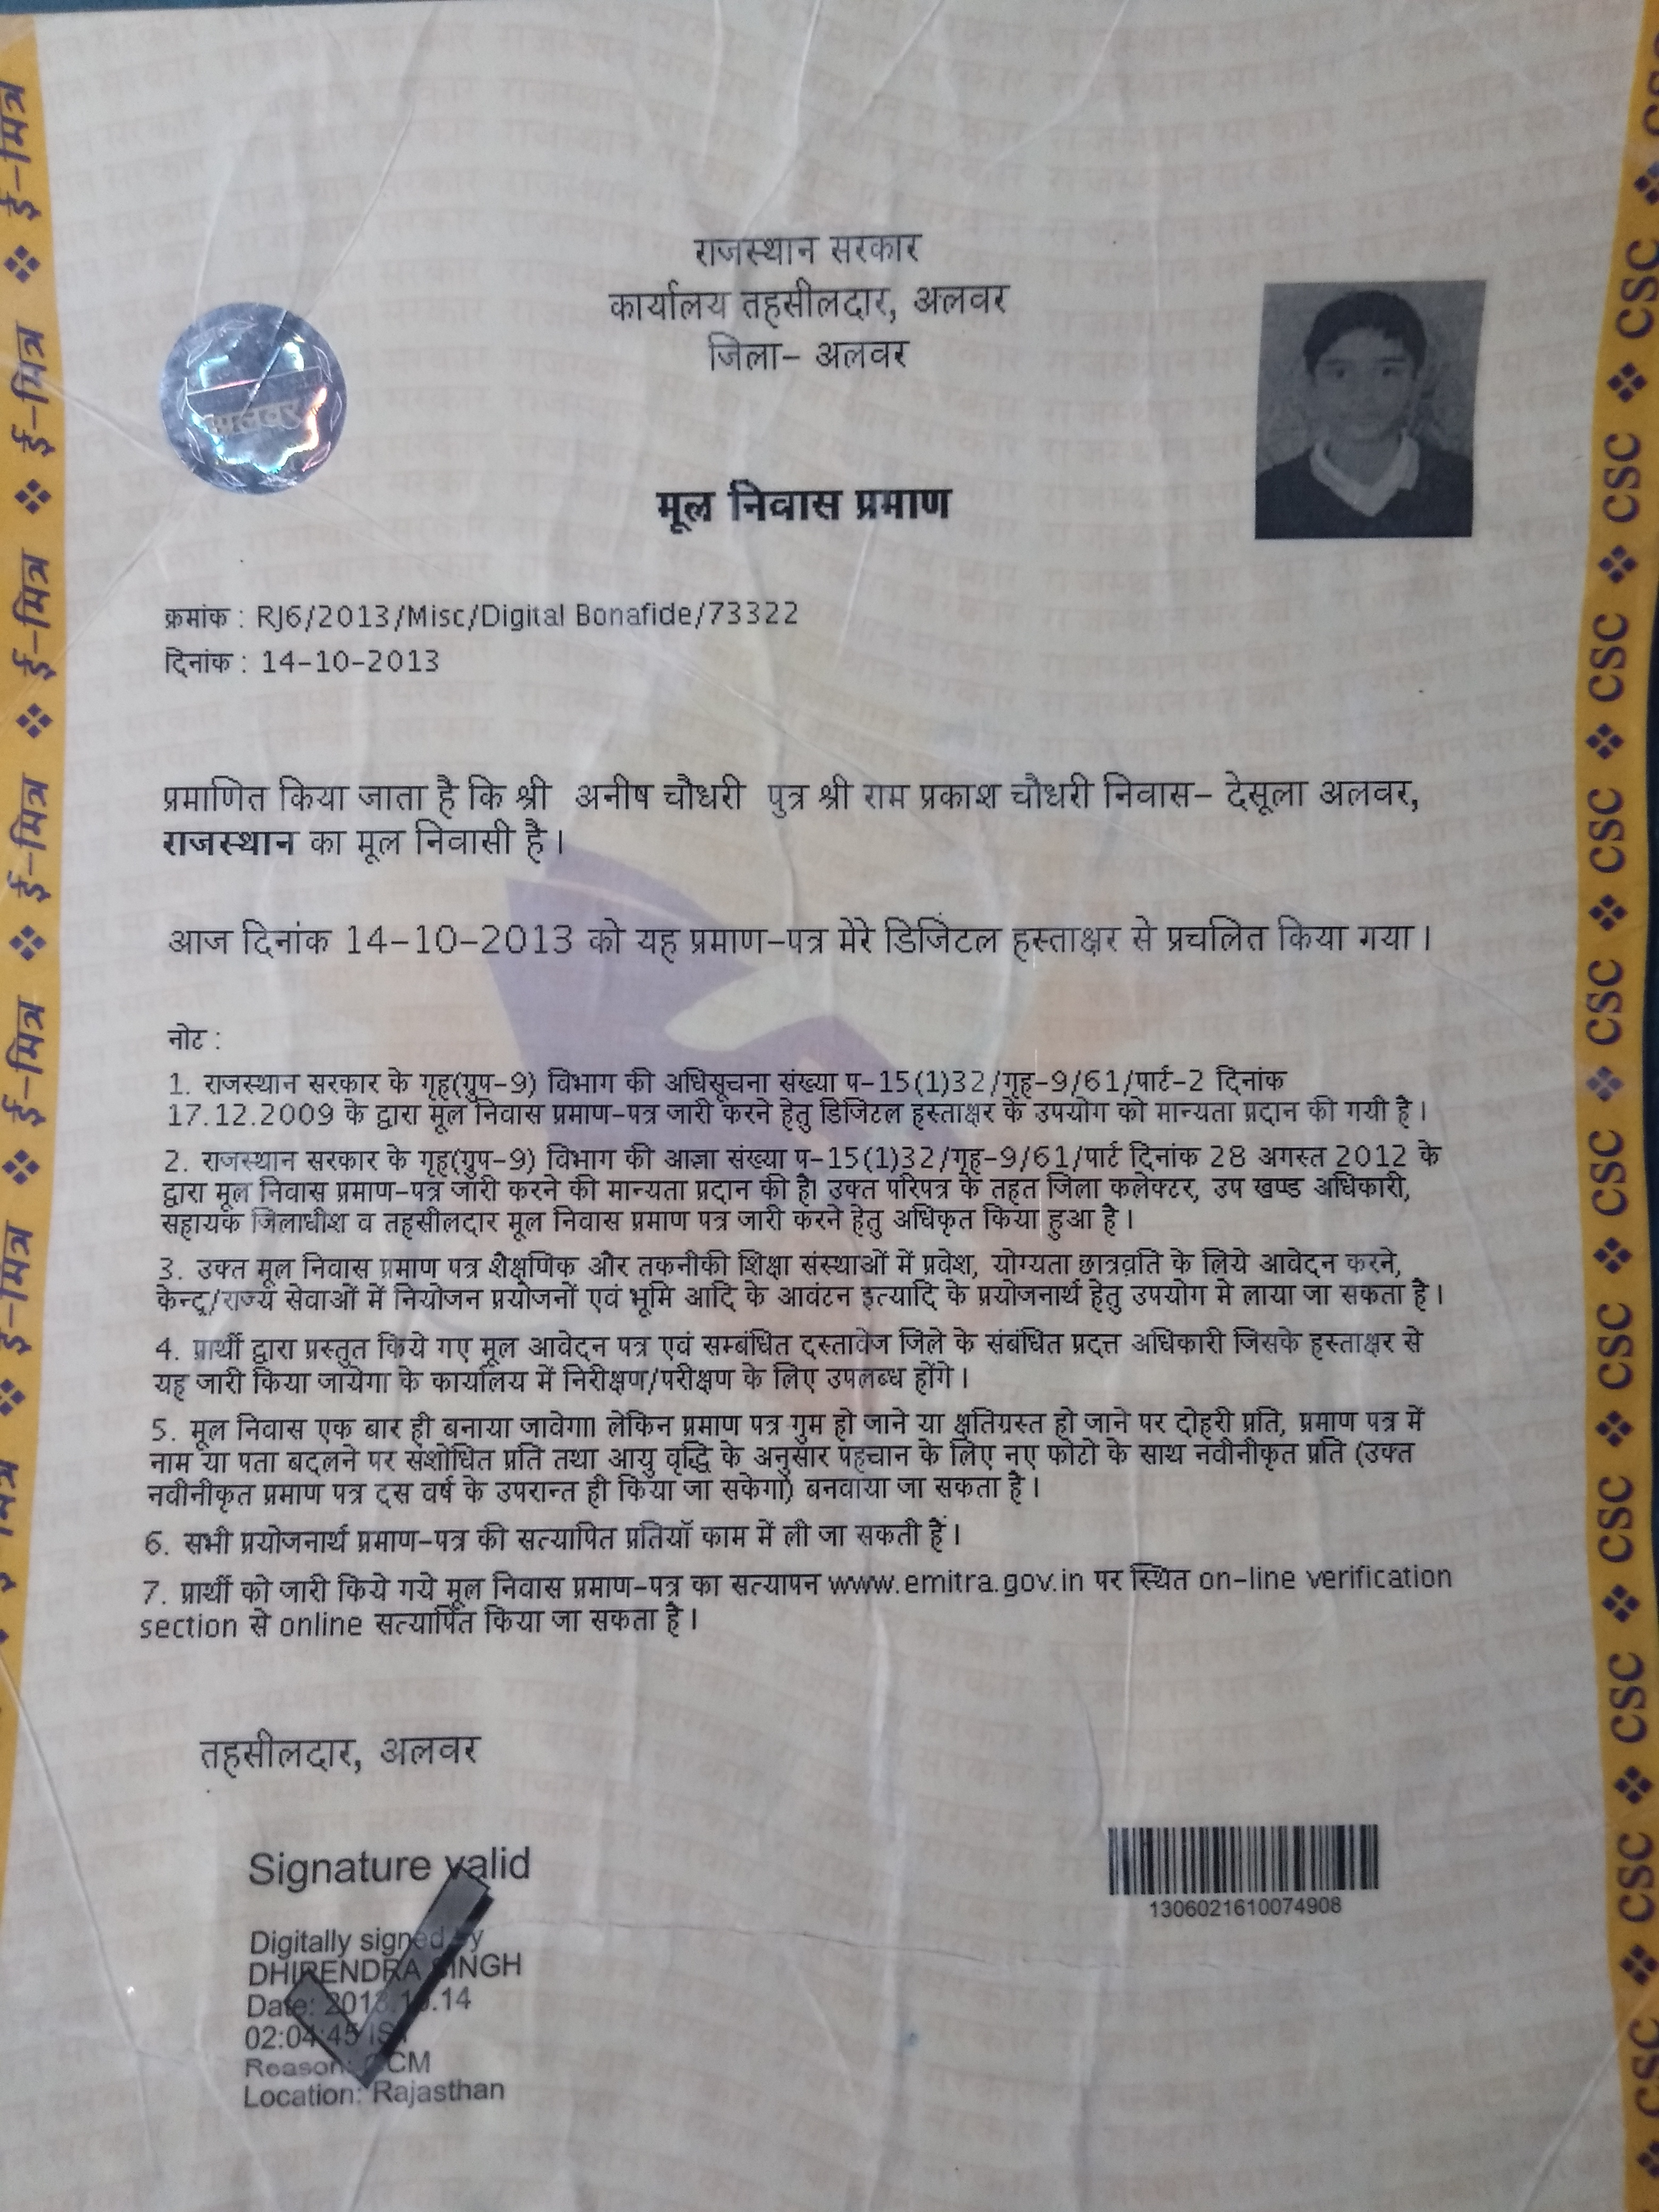 राजस्थान सरकार
कार्यालय तहसीलदार, अलवर
जिला– अलवर
अलवर
मूल निवास प्रमाण
क्रमांक : RJ6/2013/Misc/Digital Bonafide/73322
दिनांक : 14–10–2013
प्रमाणित किया जाता है कि श्री अनीष चौधरी पुत्र श्री राम प्रकाश चौधरी निवास– देसूला अलवर,
राजस्थान का मूल निवासी है।
आज दिनांक 14–10–2013 को यह प्रमाण–पत्र मेरे डिजिटल हस्ताक्षर से प्रचलित किया गया।
नोट :
1. राजस्थान सरकार के गृह(ग्रुप–9) विभाग की अधिसूचना संख्या प–15(1)32/गृह–9/61/पार्ट–2 दिनांक
17.12.2009 के द्वारा मूल निवास प्रमाण–पत्र जारी करने हेतु डिजिटल हस्ताक्षर के उपयोग को मान्यता प्रदान की गयी है।
2. राजस्थान सरकार के गृह(ग्रुप–9) विभाग की आज्ञा संख्या प–15(1)32/गृह–9/61/पार्ट दिनांक 28 अगस्त 2012 के
द्वारा मूल निवास प्रमाण–पत्र जारी करने की मान्यता प्रदान की है। उक्त परिपत्र के तहत जिला कलेक्टर, उप खण्ड अधिकारी,
सहायक जिलाधीश व तहसीलदार मूल निवास प्रमाण पत्र जारी करने हेतु अधिकृत किया हुआ है।
3. उक्त मूल निवास प्रमाण पत्र शैक्षणिक और तकनीकी शिक्षा संस्थाओं में प्रवेश, योग्यता छात्रव़ति के लिये आवेदन करने,
केन्द्र/राज्य सेवाओं में नियोजन प्रयोजनों एवं भूमि आदि के आवंटन इत्यादि के प्रयोजनार्थ हेतु उपयोग मे लाया जा सकता है।
4. प्रार्थी द्वारा प्रस्तुत किये गए मूल आवेदन पत्र एवं सम्बंधित दस्तावेज जिले के संबंधित प्रदत्त अधिकारी जिसके हस्ताक्षर से
यह जारी किया जायेगा के कार्यालय में निरीक्षण/परीक्षण के लिए उपलब्ध होंगे।
5. मूल निवास एक बार ही बनाया जावेगा। लेकिन प्रमाण पत्र गुम हो जाने या क्षतिग्रस्त हो जाने पर दोहरी प्रति, प्रमाण पत्र में
नाम या पता बदलने पर संशोधित प्रति तथा आयु वृद्धि के अनुसार पहचान के लिए नए फोटो के साथ नवीनीकृत प्रति (उक्त
नवीनीकृत प्रमाण पत्र दस वर्ष के उपरान्त ही किया जा सकेगा) बनवाया जा सकता है।
6. सभी प्रयोजनार्थ प्रमाण–पत्र की सत्यापित प्रतियॉ काम में ली जा सकती हैं।
7. प्रार्थी को जारी किये गये मूल निवास प्रमाण–पत्र का सत्यापन www.emitra.gov.in पर स्थित on–line verification
section से online सत्यापित किया जा सकता है।
तहसीलदार, अलवर
Signature valid
Digitally signed by
DHIRENDRA SINGH
Date: 2013.10.14
02:04:45 IST
Reason:
Location: Rajasthan
1306021610074908
ई–मित्र ❖ ई–मित्र ❖ ई–मित्र ❖ ई–मित्र ❖ ई–मित्र ❖ ई–मित्र ❖ ई–मित्र
CSC ❖ CSC ❖ CSC ❖ CSC ❖ CSC ❖ CSC ❖ CSC ❖ CSC ❖ CSC ❖ CSC ❖ CSC ❖ CSC